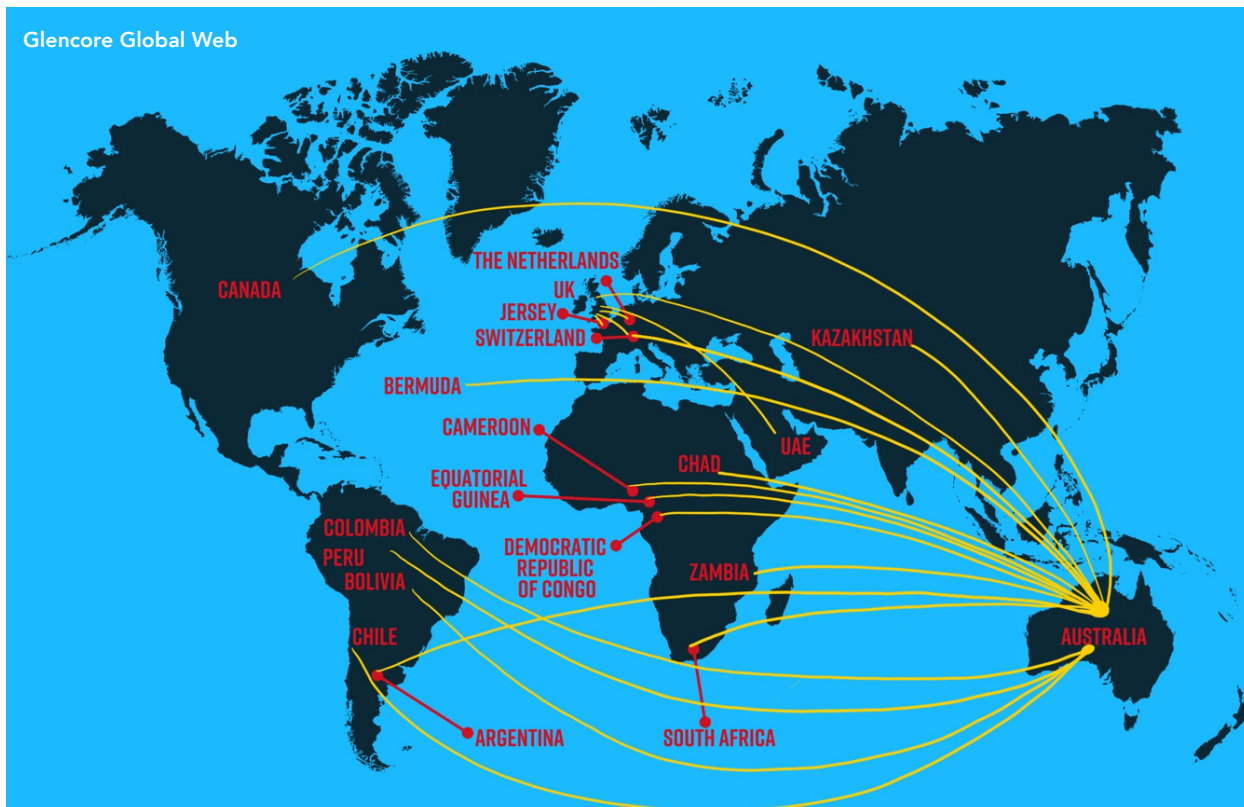 Glencore Global Web
THE NETHERLANDS
CANADA
UK
JERSEY
SWITZERLAND
KAZAKHSTAN
BERMUDA
CAMEROON
UAE
CHAD
EQUATORIAL
GUINEA
COLOMBIA
PERU
BOLIVIA
DEMOCRATIC
REPUBLIC
OF CONGO
ZAMBIA
CHILE
AUSTRALIA
ARGENTINA
SOUTH AFRICA